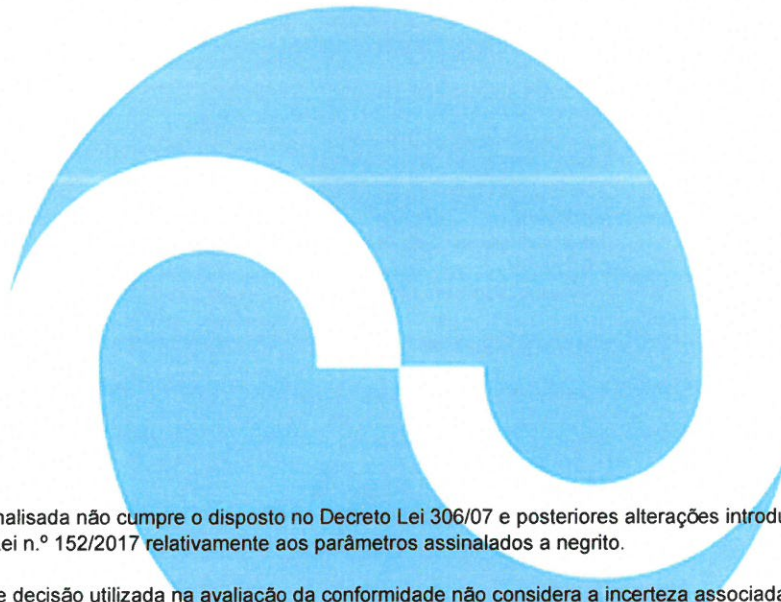 nalisada não cumpre o disposto no Decreto Lei 306/07 e posteriores alterações introdu
ei n.º 152/2017 relativamente aos parâmetros assinalados a negrito.
e decisão utilizada na avaliação da conformidade não considera a incerteza associada